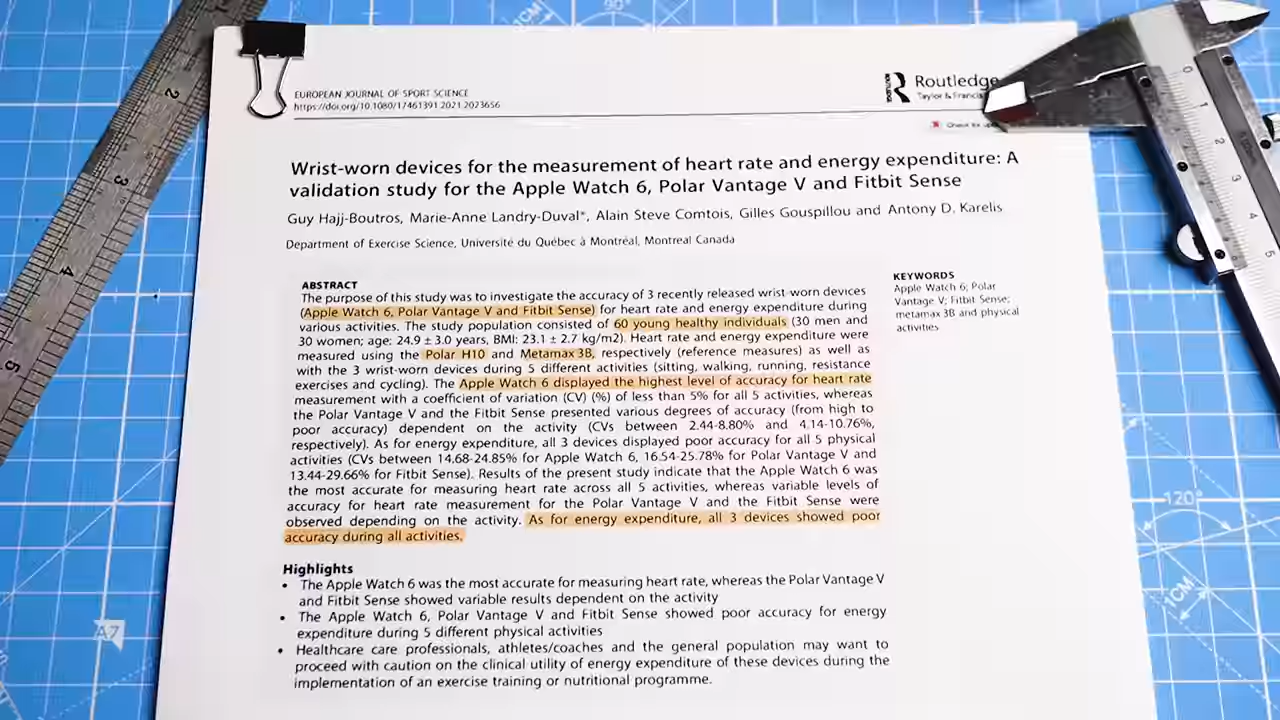 EUROPEAN JOURNAL OF SPORT SCIENCE
https://doi.org/10.1080/17461391.2021.2023656
Routledge
Taylor & Francis
Check for
Wrist-worn devices for the measurement of heart rate and energy expenditure: A
validation study for the Apple Watch 6, Polar Vantage V and Fitbit Sense
Guy Hajj-Boutros, Marie-Anne Landry-Duval*, Alain Steve Comtois, Gilles Gouspillou and Antony D. Karelis
Department of Exercise Science, Université du Québec à Montréal, Montreal Canada
ABSTRACT
The purpose of this study was to investigate the accuracy of 3 recently released wrist-worn devices
(Apple Watch 6, Polar Vantage V and Fitbit Sense) for heart rate and energy expenditure during
various activities. The study population consisted of 60 young healthy individuals (30 men and
30 women; age: 24.9 ± 3.0 years, BMI: 23.1 ± 2.7 kg/m2). Heart rate and energy expenditure were
measured using the Polar H10 and Metamax 3B, respectively (reference measures) as well as
with the 3 wrist-worn devices during 5 different activities (sitting, walking, running, resistance
exercises and cycling). The Apple Watch 6 displayed the highest level of accuracy for heart rate
measurement with a coefficient of variation (CV) (%) of less than 5% for all 5 activities, whereas
the Polar Vantage V and the Fitbit Sense presented various degrees of accuracy (from high to
poor accuracy) dependent on the activity (CVs between 2.44-8.80% and 4.14-10.76%,
respectively). As for energy expenditure, all 3 devices displayed poor accuracy for all 5 physical
activities (CVs between 14.68-24.85% for Apple Watch 6, 16.54-25.78% for Polar Vantage V and
13.44-29.66% for Fitbit Sense). Results of the present study indicate that the Apple Watch 6 was
the most accurate for measuring heart rate across all 5 activities, whereas variable levels of
accuracy for heart rate measurement for the Polar Vantage V and the Fitbit Sense were
observed depending on the activity. As for energy expenditure, all 3 devices showed poor
accuracy during all activities.
KEYWORDS
Apple Watch 6; Polar
Vantage V; Fitbit Sense;
metamax 3B and physical
activities
Highlights
• The Apple Watch 6 was the most accurate for measuring heart rate, whereas the Polar Vantage V
and Fitbit Sense showed variable results dependent on the activity
• The Apple Watch 6, Polar Vantage V and Fitbit Sense showed poor accuracy for energy
expenditure during 5 different physical activities
• Healthcare care professionals, athletes/coaches and the general population may want to
proceed with caution on the clinical utility of energy expenditure of these devices during the
implementation of an exercise training or nutritional programme.
2
3
4
5
0
1
2
3
4
5
1CM
90°
120°
1CM
A7